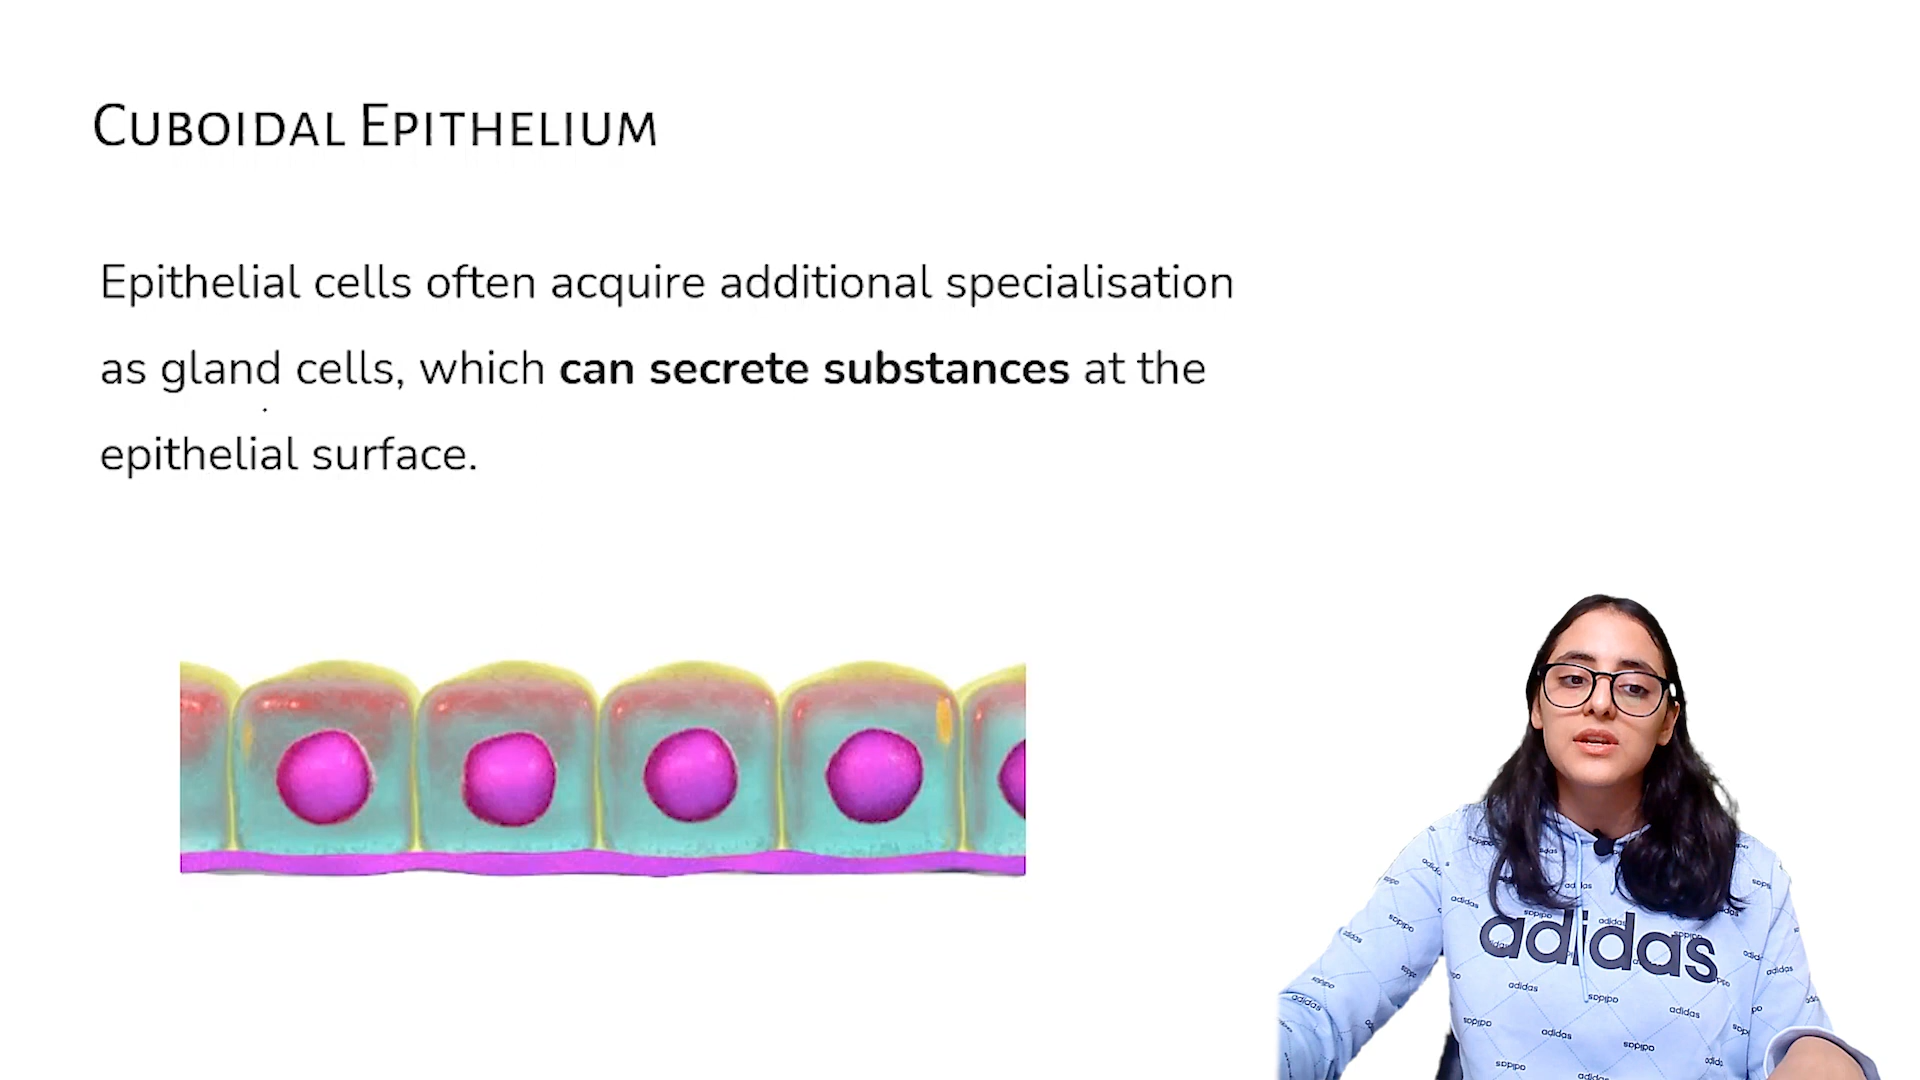 Cuboidal Epithelium
Epithelial cells often acquire additional specialisation
as gland cells, which can secrete substances at the
epithelial surface.
adidas